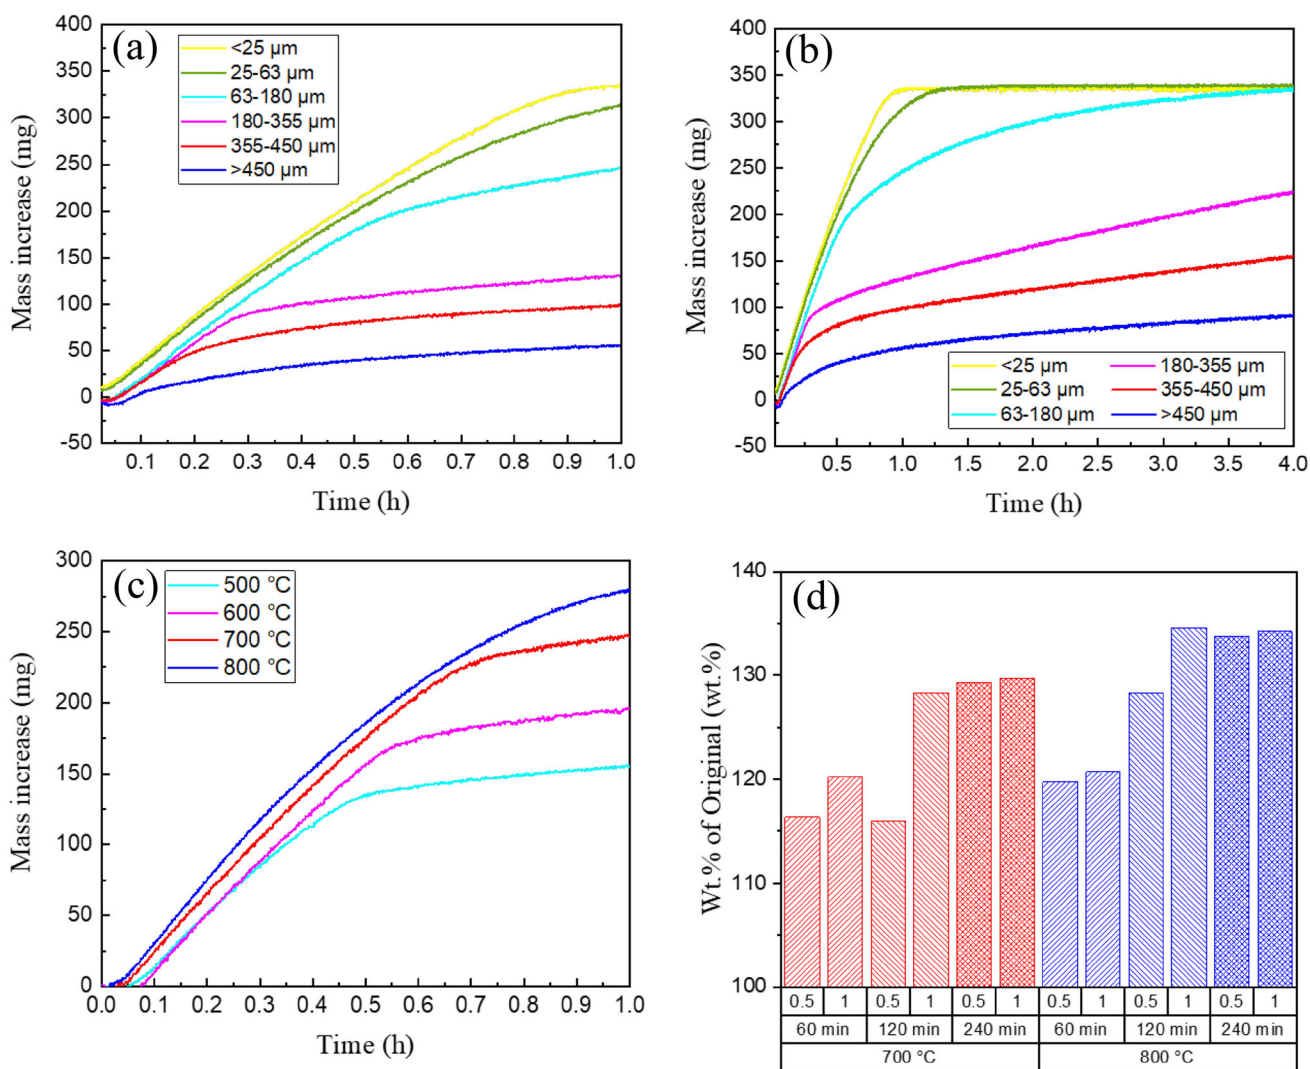 (a)
<25 μm
25-63 μm
63-180 μm
180-355 μm
355-450 μm
>450 μm
400
350
300
250
200
150
100
50
0
-50
Mass increase (mg)
0.1 0.2 0.3 0.4 0.5 0.6 0.7 0.8 0.9 1.0
Time (h)
(b)
400
350
300
250
200
150
100
50
0
-50
Mass increase (mg)
<25 μm 180-355 μm
25-63 μm 355-450 μm
63-180 μm >450 μm
0.5 1.0 1.5 2.0 2.5 3.0 3.5 4.0
Time (h)
(c)
500 °C
600 °C
700 °C
800 °C
300
250
200
150
100
50
0
Mass increase (mg)
0.0 0.1 0.2 0.3 0.4 0.5 0.6 0.7 0.8 0.9 1.0
Time (h)
(d)
140
130
120
110
100
Wt.% of Original (wt.%)
0.5 1 0.5 1 0.5 1 0.5 1 0.5 1 0.5 1
60 min 120 min 240 min 60 min 120 min 240 min
700 °C 800 °C